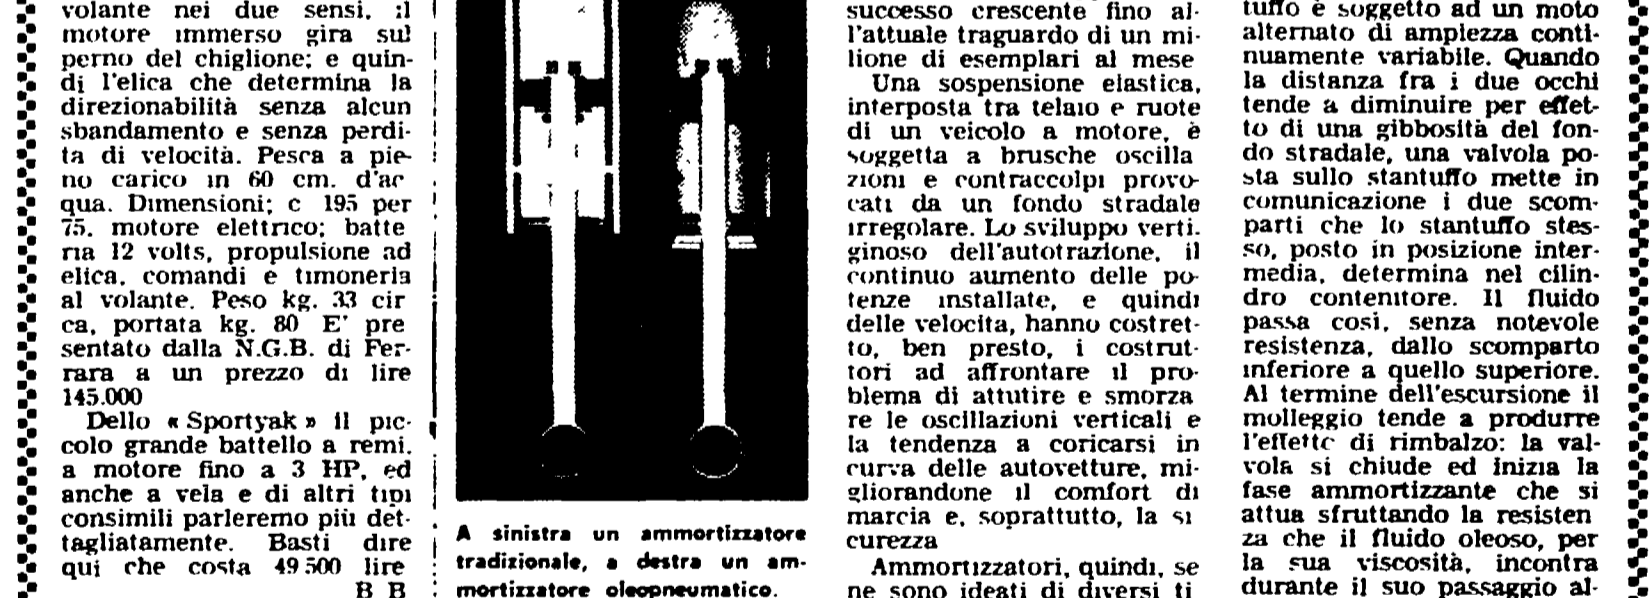 volante nei due sensi, il
motore immerso gira sul
perno del chiglione; e quin-
di l'elica che determina la
direzionabilità senza alcun
sbandamento e senza perdi-
ta di velocità. Pesca a pie-
no carico in 60 cm. d'ac
qua. Dimensioni; c 195 per
75. motore elettrico; batte
ria 12 volts, propulsione ad
elica, comandi e timoneria
al volante. Peso kg. 33 cir
ca, portata kg. 80 E' pre
sentato dalla N.G.B. di Fer-
rara a un prezzo di lire
145.000
Dello « Sportyak » il pic-
colo grande battello a remi.
a motore fino a 3 HP, ed
anche a vela e di altri tipi
consimili parleremo più det-
tagliatamente. Basti dire
qui che costa 49 500 lire
B B
A sinistra un ammortizzatore
tradizionale, a destra un am-
mortizzatore oleopneumatico.
successo crescente fino al-
l'attuale traguardo di un mi-
lione di esemplari al mese
Una sospensione elastica,
interposta tra telaio e ruote
di un veicolo a motore, è
soggetta a brusche oscilla
zioni e contraccolpi provo-
cati da un fondo stradale
irregolare. Lo sviluppo verti-
ginoso dell'autotrazione, il
continuo aumento delle po-
tenze installate, e quindi
delle velocita, hanno costret-
to, ben presto, i costrut-
tori ad affrontare il pro-
blema di attutire e smorza
re le oscillazioni verticali e
la tendenza a coricarsi in
curva delle autovetture, mi-
gliorandone il comfort di
marcia e, soprattutto, la si
curezza
Ammortizzatori, quindi, se
ne sono ideati di diversi ti
tuffo è soggetto ad un moto
alternato di ampiezza conti-
nuamente variabile. Quando
la distanza fra i due occhi
tende a diminuire per effet-
to di una gibbosità del fon-
do stradale, una valvola po-
sta sullo stantuffo mette in
comunicazione i due scom-
parti che lo stantuffo stes-
so, posto in posizione inter-
media, determina nel cilin-
dro contenitore. Il fluido
passa così, senza notevole
resistenza, dallo scomparto
inferiore a quello superiore.
Al termine dell'escursione il
molleggio tende a produrre
l'effetto di rimbalzo: la val-
vola si chiude ed inizia la
fase ammortizzante che si
attua sfruttando la resisten
za che il fluido oleoso, per
la sua viscosità, incontra
durante il suo passaggio al-